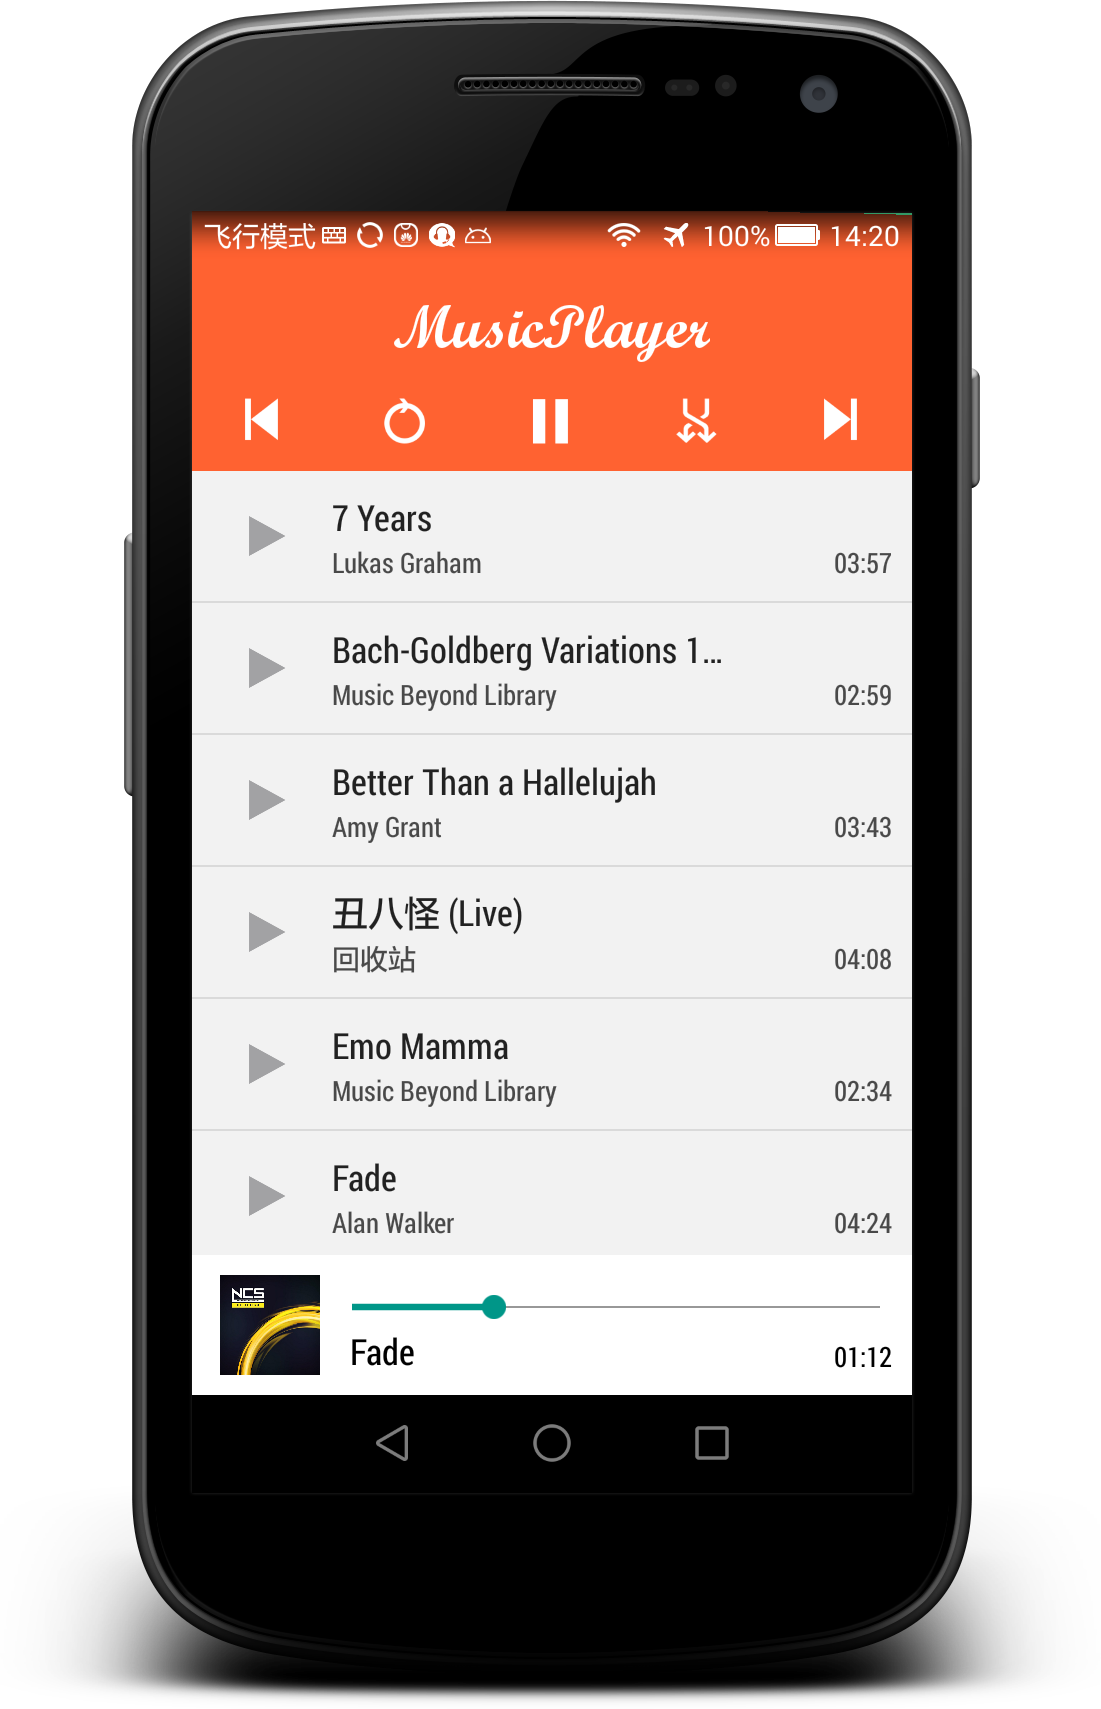 飞行模式 100% 14:20
MusicPlayer
7 Years
Lukas Graham 03:57
Bach-Goldberg Variations 1...
Music Beyond Library 02:59
Better Than a Hallelujah
Amy Grant 03:43
丑八怪 (Live)
回收站 04:08
Emo Mamma
Music Beyond Library 02:34
Fade
Alan Walker 04:24
NCS
Fade 01:12